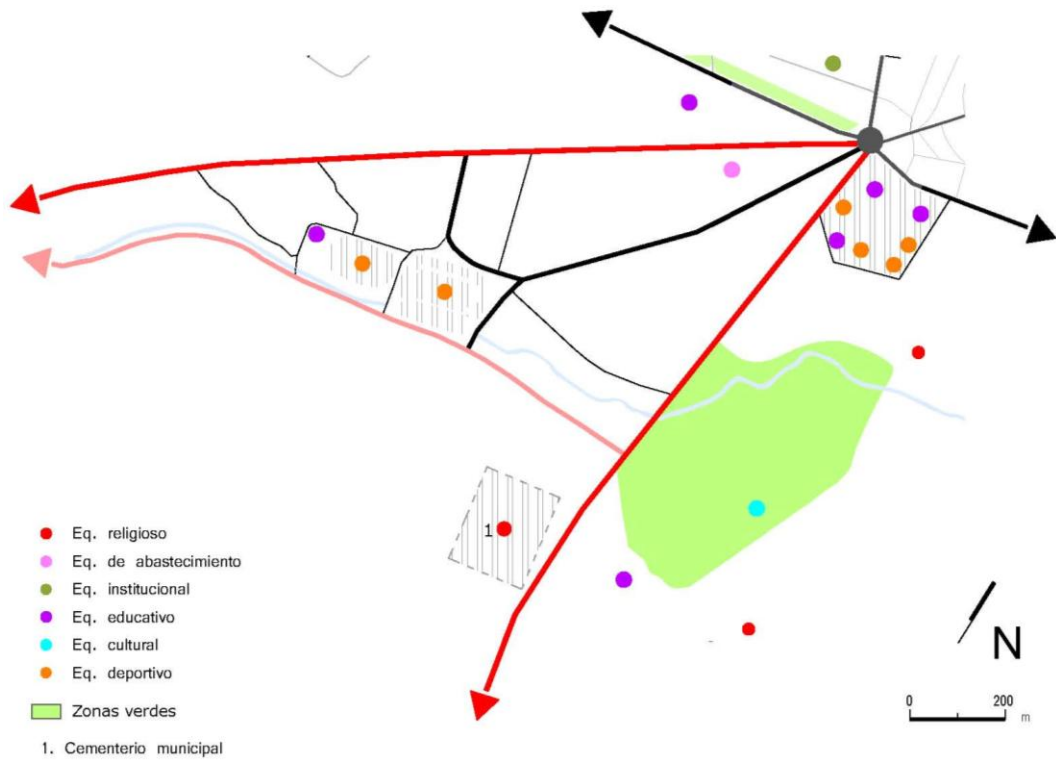 1
Eq. religioso
Eq. de abastecimiento
Eq. institucional
Eq. educativo
Eq. cultural
Eq. deportivo
Zonas verdes
1. Cementerio municipal
N
0 200
m